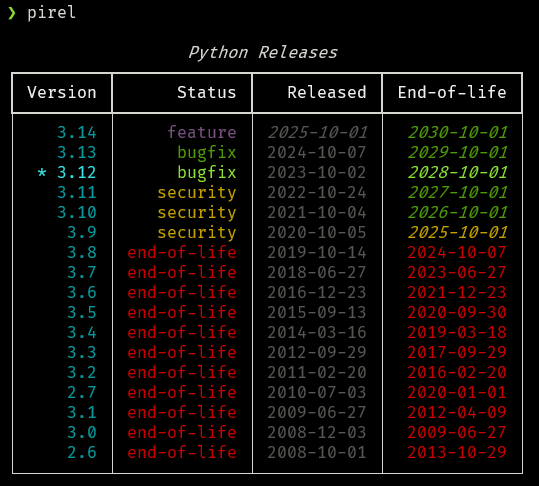 ❯ pirel
Python Releases
Version Status Released End-of-life
3.14 feature 2025-10-01 2030-10-01
3.13 bugfix 2024-10-07 2029-10-01
* 3.12 bugfix 2023-10-02 2028-10-01
3.11 security 2022-10-24 2027-10-01
3.10 security 2021-10-04 2026-10-01
3.9 security 2020-10-05 2025-10-01
3.8 end-of-life 2019-10-14 2024-10-07
3.7 end-of-life 2018-06-27 2023-06-27
3.6 end-of-life 2016-12-23 2021-12-23
3.5 end-of-life 2015-09-13 2020-09-30
3.4 end-of-life 2014-03-16 2019-03-18
3.3 end-of-life 2012-09-29 2017-09-29
3.2 end-of-life 2011-02-20 2016-02-20
2.7 end-of-life 2010-07-03 2020-01-01
3.1 end-of-life 2009-06-27 2012-04-09
3.0 end-of-life 2008-12-03 2009-06-27
2.6 end-of-life 2008-10-01 2013-10-29